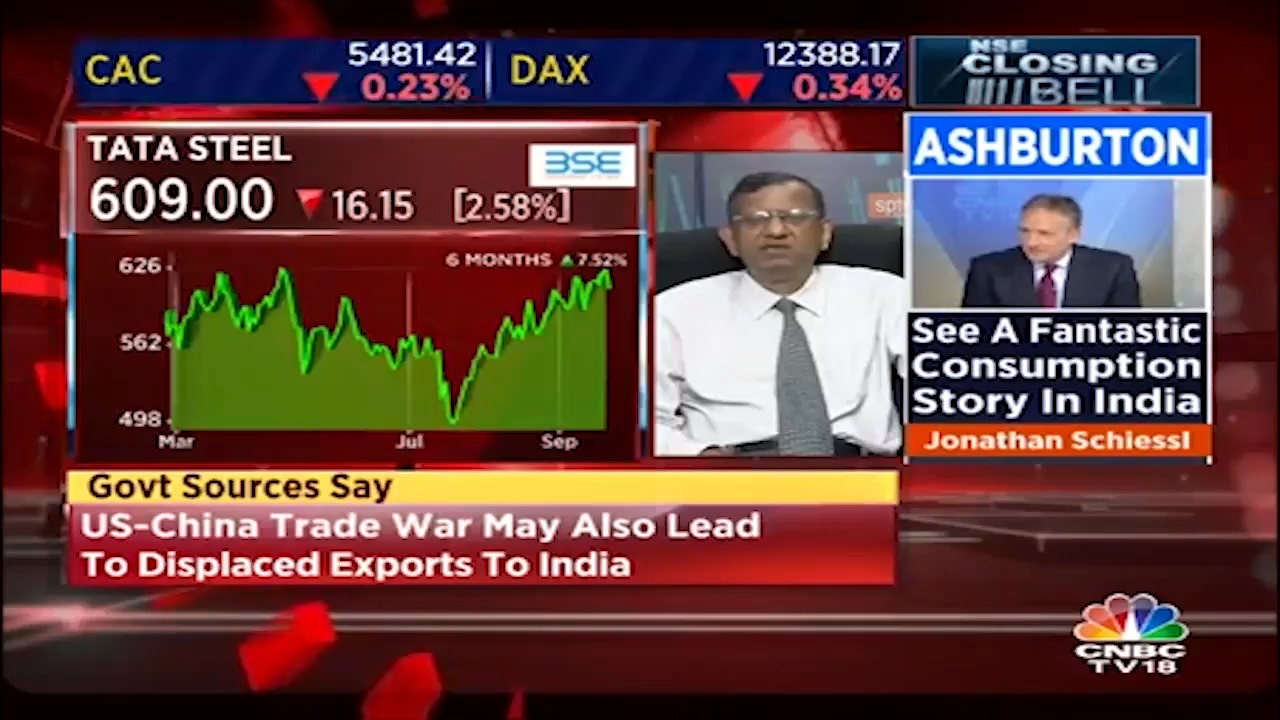 CAC 5481.42 DAX 12388.17
▼ 0.23% ▼ 0.34%
NSE
CLOSING
BELL
TATA STEEL
BSE
609.00 ▼ 16.15 [2.58%]
626
6 MONTHS ▲ 7.52%
562
498
Mar Jul Sep
ASHBURTON
See A Fantastic
Consumption
Story In India
Jonathan Schiessl
Govt Sources Say
US-China Trade War May Also Lead
To Displaced Exports To India
CNBC
TV18